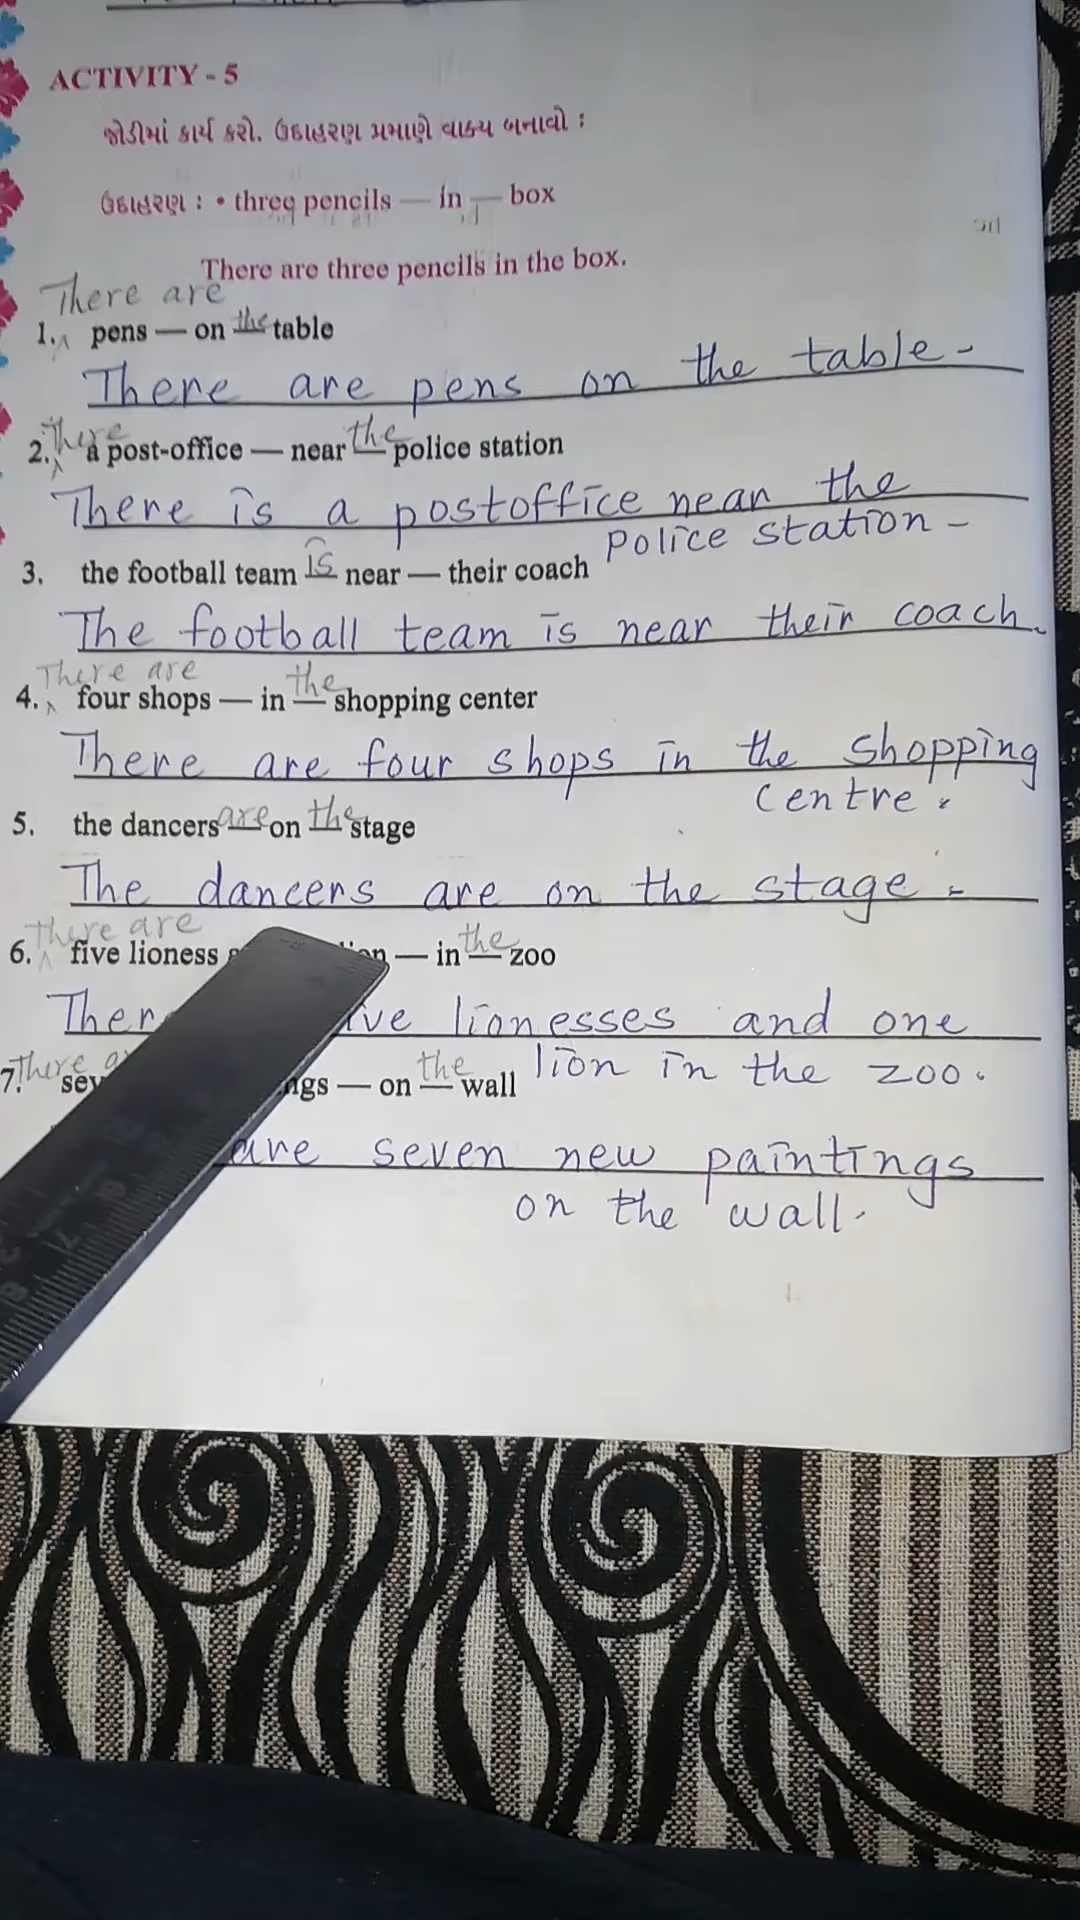 ACTIVITY - 5
જોડીમાં કાર્ય કરો. ઉદાહરણ પ્રમાણે વાક્ય બનાવો :
ઉદાહરણ : • three pencils — in — box
There are three pencils in the box.
There are
1. pens — on the table
There are pens on the table.
There
2. a post-office — near the police station
There is a postoffice near the
Police station.
3. the football team is near — their coach
The football team is near their coach.
There are
4. four shops — in the shopping center
There are four shops in the shopping
centre.
5. the dancers are on the stage
The dancers are on the stage.
There are
6. five lioness — in the zoo
lionesses and one
lion in the zoo.
There
7. — on the wall
are seven new paintings
on the wall.